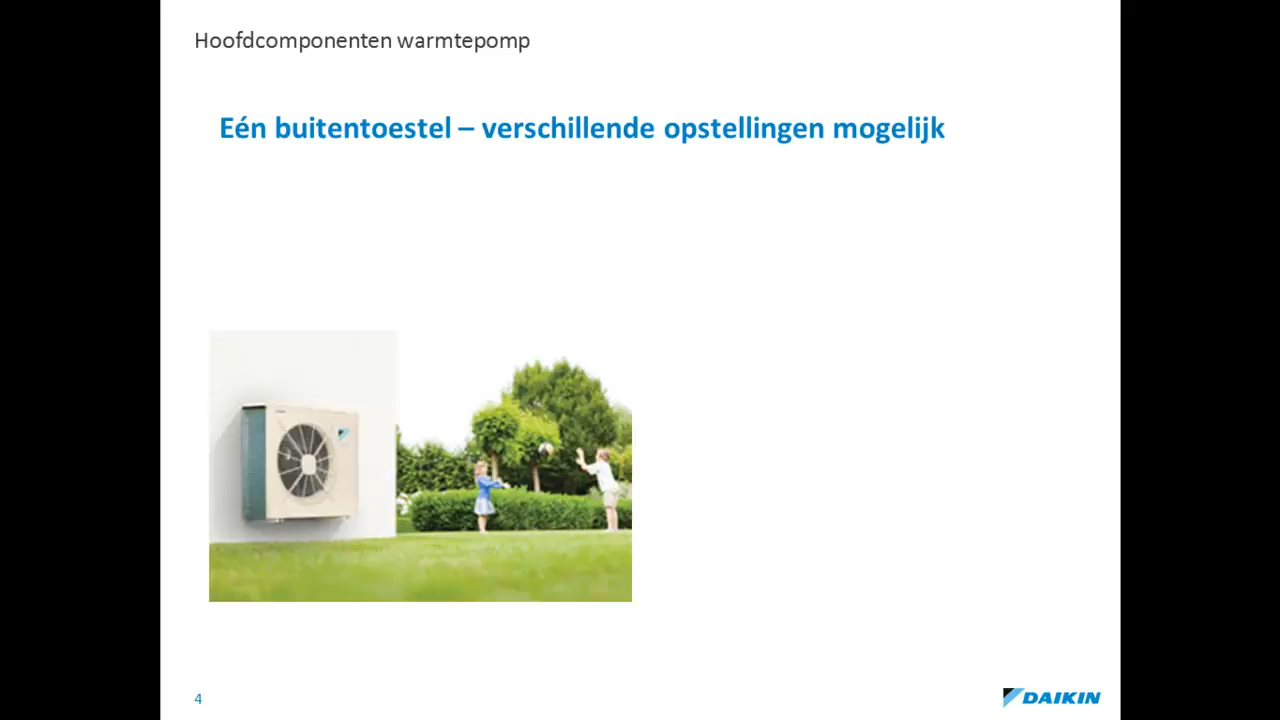 Hoofdcomponenten warmtepomp
Eén buitentoestel – verschillende opstellingen mogelijk
4
DAIKIN